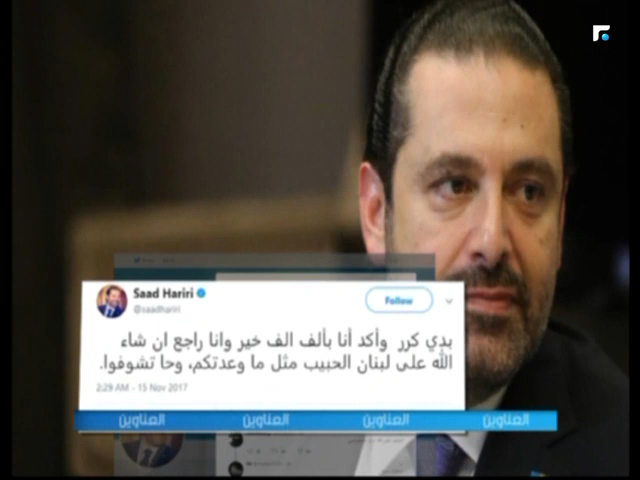 Saad Hariri
@saadhariri
Follow
بدي كرر وأكد أنا بألف الف خير وانا راجع ان شاء
الله على لبنان الحبيب مثل ما وعدتكم، وحا تشوفوا.
2:29 AM - 15 Nov 2017
العناوين العناوين العناوين العناوين